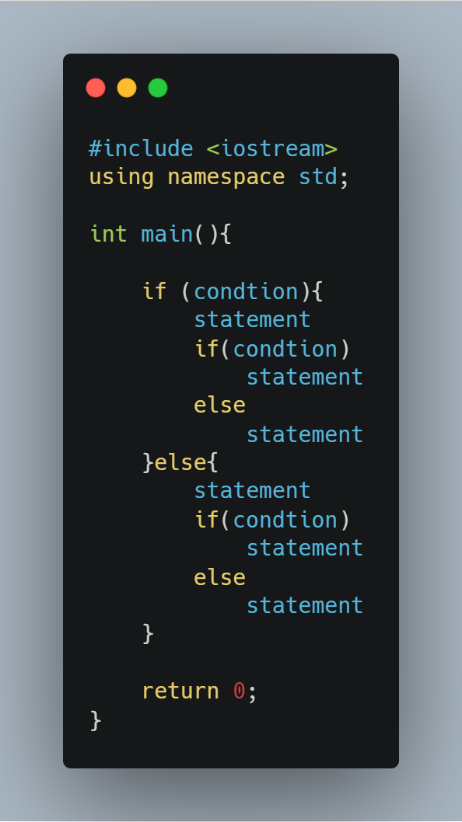 #include <iostream>
using namespace std;

int main(){

    if (condtion){
        statement
        if(condtion)
            statement
        else
            statement
    }else{
        statement
        if(condtion)
            statement
        else
            statement
    }

    return 0;
}